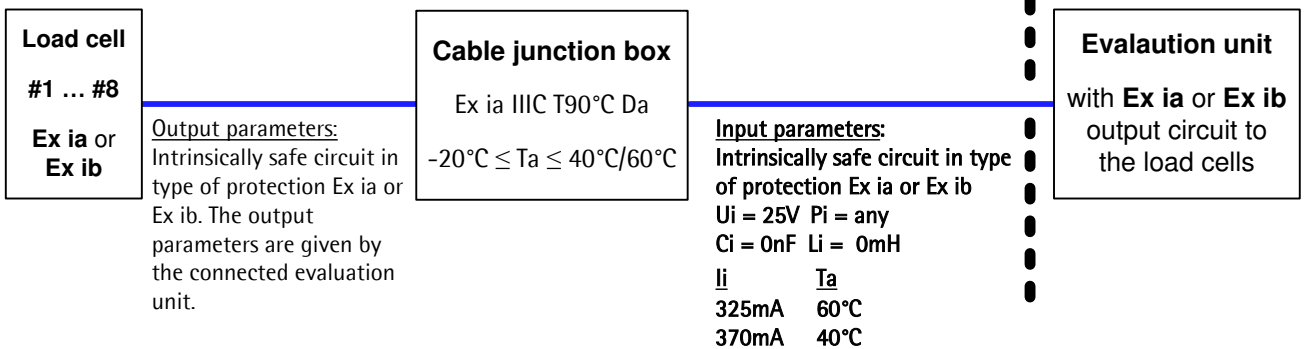 Load cell
#1 … #8
Ex ia or
Ex ib
Output parameters:
Intrinsically safe circuit in
type of protection Ex ia or
Ex ib. The output
parameters are given by
the connected evaluation
unit.
Cable junction box
Ex ia IIIC T90°C Da
-20°C ≤ Ta ≤ 40°C/60°C
Input parameters:
Intrinsically safe circuit in type
of protection Ex ia or Ex ib
Ui = 25V Pi = any
Ci = 0nF Li = 0mH
Ii Ta
325mA 60°C
370mA 40°C
Evalaution unit
with Ex ia or Ex ib
output circuit to
the load cells